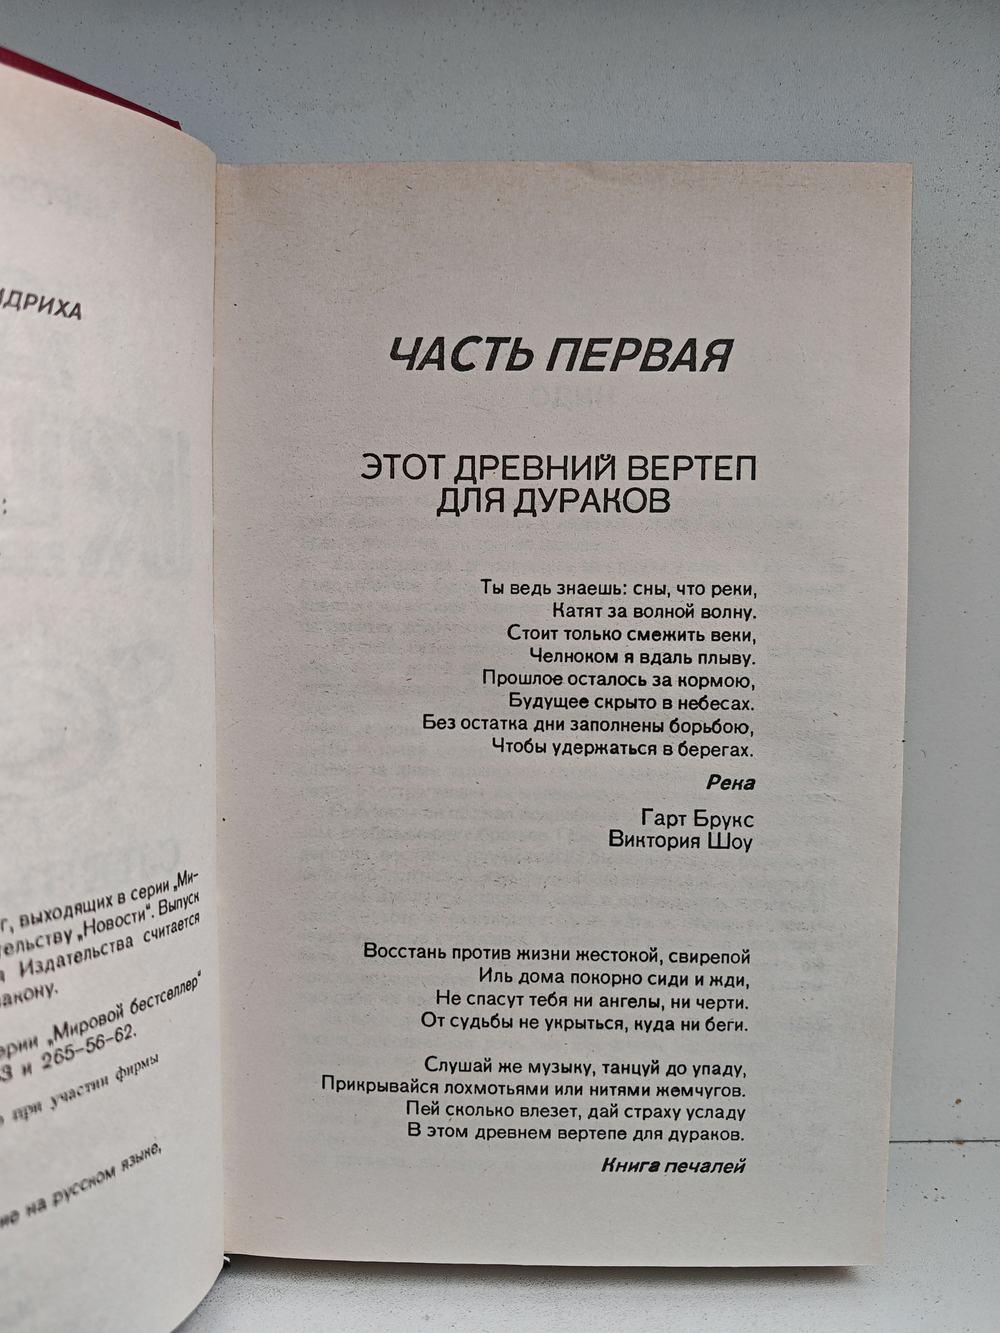 ИДРИХА
:
г, выходящих в серии „Ми-
тельству „Новости“. Выпуск
а Издательства считается
закону.
ерии „Мировой бестселлер“
3 и 265-56-62.
о при участии фирмы
ие на русском языке,
ЧАСТЬ ПЕРВАЯ
ЭТОТ ДРЕВНИЙ ВЕРТЕП
ДЛЯ ДУРАКОВ
Ты ведь знаешь: сны, что реки,
Катят за волной волну.
Стоит только смежить веки,
Челноком я вдаль плыву.
Прошлое осталось за кормою,
Будущее скрыто в небесах.
Без остатка дни заполнены борьбою,
Чтобы удержаться в берегах.
Река
Гарт Брукс
Виктория Шоу
Восстань против жизни жестокой, свирепой
Иль дома покорно сиди и жди,
Не спасут тебя ни ангелы, ни черти.
От судьбы не укрыться, куда ни беги.
Слушай же музыку, танцуй до упаду,
Прикрывайся лохмотьями или нитями жемчугов.
Пей сколько влезет, дай страху усладу
В этом древнем вертепе для дураков.
Книга печалей